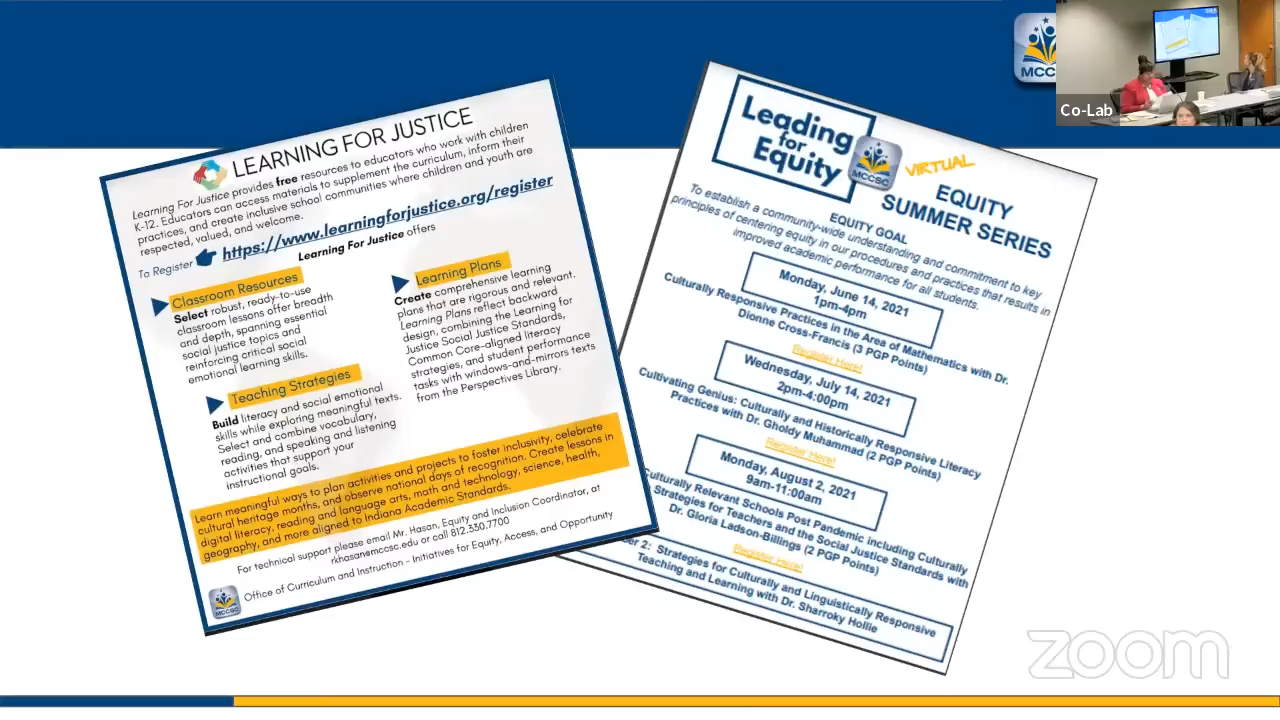 LEARNING FOR JUSTICE
Learning For Justice provides free resources to educators who work with children
K-12. Educators can access materials to supplement the curriculum, inform their
practices, and create inclusive school communities where children and youth are
respected, valued, and welcome.
To Register https://www.learningforjustice.org/register
Learning For Justice offers
Classroom Resources
Select robust, ready-to-use
classroom lessons offer breadth
and depth, spanning essential
social justice topics and
reinforcing critical social
emotional learning skills.
Learning Plans
Create comprehensive learning
plans that are rigorous and relevant.
Learning Plans reflect backward
design, combining the Learning for
Justice Social Justice Standards,
Common Core-aligned literacy
strategies, and student performance
tasks with windows-and-mirrors texts
from the Perspectives Library.
Teaching Strategies
Build literacy and social emotional
skills while exploring meaningful texts.
Select and combine vocabulary,
reading, and speaking and listening
activities that support your
instructional goals.
Learn meaningful ways to plan activities and projects to foster inclusivity, celebrate
cultural heritage months, and observe national days of recognition. Create lessons in
digital literacy, reading and language arts, math and technology, science, health,
geography, and more aligned to Indiana Academic Standards.
For technical support please email Mr. Hasan, Equity and Inclusion Coordinator, at
rkhasan@mccsc.edu or call 812.330.7700
Office of Curriculum and Instruction - Initiatives for Equity, Access, and Opportunity
MCCSC
Leading
for
Equity
MCCSC
VIRTUAL
EQUITY
SUMMER SERIES
EQUITY GOAL
To establish a community-wide understanding and commitment to key
principles of centering equity in our procedures and practices that results in
improved academic performance for all students.
Monday, June 14, 2021
1pm-4pm
Culturally Responsive Practices in the Area of Mathematics with Dr.
Dionne Cross-Francis (3 PGP Points)
Register Here!
Wednesday, July 14, 2021
2pm-4:00pm
Cultivating Genius: Culturally and Historically Responsive Literacy
Practices with Dr. Gholdy Muhammad (2 PGP Points)
Register Here!
Monday, August 2, 2021
9am-11:00am
Culturally Relevant Schools Post Pandemic including Culturally
Strategies for Teachers and the Social Justice Standards with
Dr. Gloria Ladson-Billings (2 PGP Points)
Register Here!
2: Strategies for Culturally and Linguistically Responsive
Teaching and Learning with Dr. Sharroky Hollie
MCC
Co-Lab
zoom